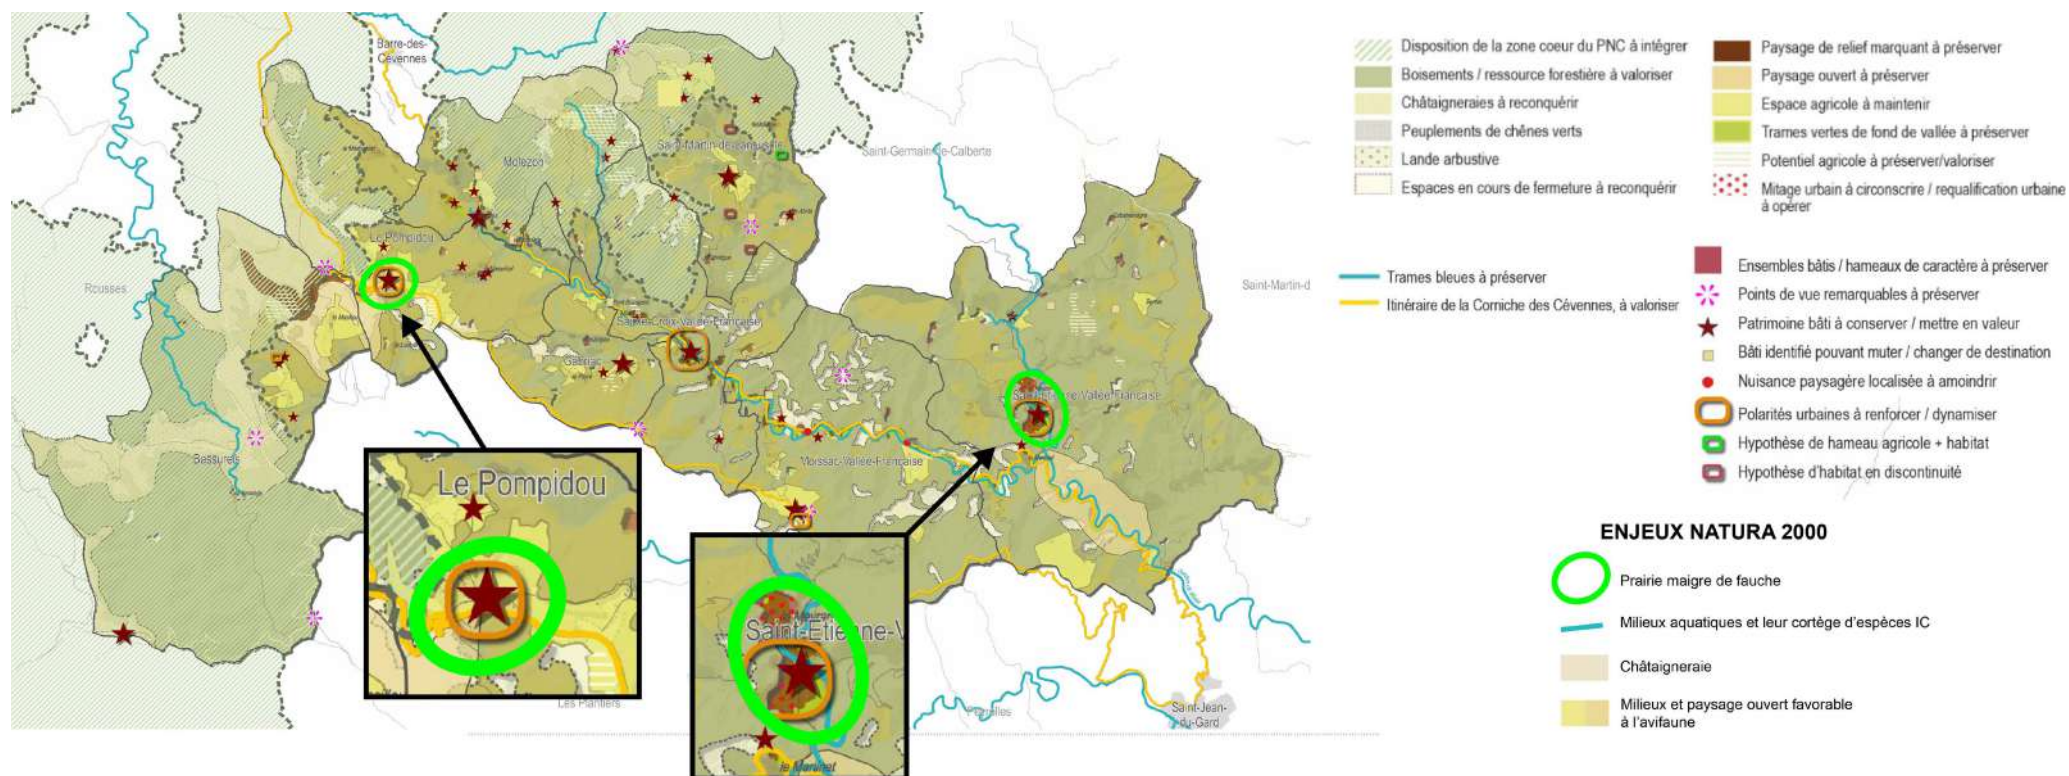 Barre-des-
Cévennes
Saint-Germain-de-Calberte
Molezon
Le Pompidou
Rousses
Saint-Martin-d
Gabriac
Bassurels
Moissac-Vallée-Française
Le Pompidou
Les Plantiers
Saint-Etienne-V
le Martinet
Saint-Jean-
du-Gard
Disposition de la zone coeur du PNC à intégrer
Boisements / ressource forestière à valoriser
Châtaigneraies à reconquérir
Peuplements de chênes verts
Lande arbustive
Espaces en cours de fermeture à reconquérir
Trames bleues à préserver
Itinéraire de la Corniche des Cévennes, à valoriser
Paysage de relief marquant à préserver
Paysage ouvert à préserver
Espace agricole à maintenir
Trames vertes de fond de vallée à préserver
Potentiel agricole à préserver/valoriser
Mitage urbain à circonscrire / requalification urbaine
à opérer
Ensembles bâtis / hameaux de caractère à préserver
Points de vue remarquables à préserver
Patrimoine bâti à conserver / mettre en valeur
Bâti identifié pouvant muter / changer de destination
Nuisance paysagère localisée à amoindrir
Polarités urbaines à renforcer / dynamiser
Hypothèse de hameau agricole + habitat
Hypothèse d'habitat en discontinuité
ENJEUX NATURA 2000
Prairie maigre de fauche
Milieux aquatiques et leur cortège d'espèces IC
Châtaigneraie
Milieux et paysage ouvert favorable
à l'avifaune